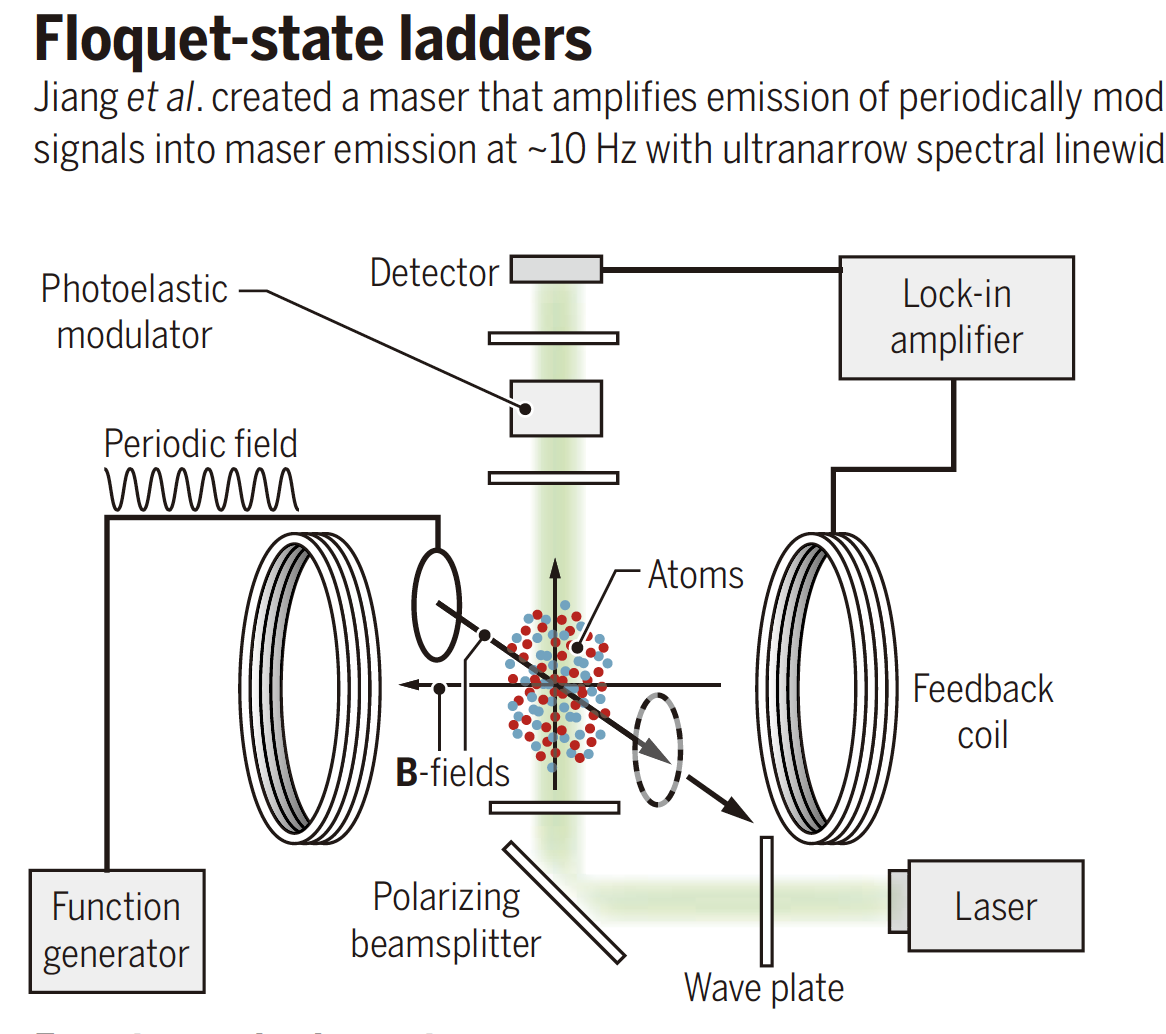 Floquet-state ladders
Jiang et al. created a maser that amplifies emission of periodically mod
signals into maser emission at ~10 Hz with ultranarrow spectral linewid
Detector
Photoelastic
modulator
Lock-in
amplifier
Periodic field
Atoms
Feedback
coil
B-fields
Function
generator
Polarizing
beamsplitter
Laser
Wave plate